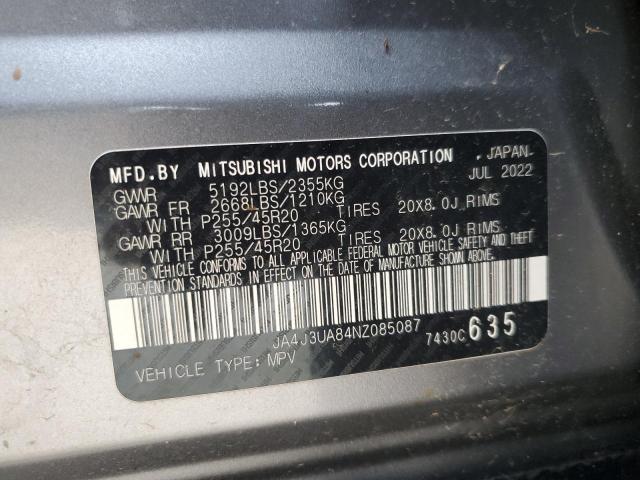 MFD.BY MITSUBISHI MOTORS CORPORATION , JAPAN
GVWR 5192LBS/2355KG JUL 2022
GAWR FR 2668LBS/1210KG
WITH P255/45R20 TIRES 20X8.0J RIMS
GAWR RR 3009LBS/1365KG
WITH P255/45R20 TIRES 20X8.0J RIMS
THIS VEHICLE CONFORMS TO ALL APPLICABLE FEDERAL MOTOR VEHICLE SAFETY AND THEFT
PREVENTION STANDARDS IN EFFECT ON THE DATE OF MANUFACTURE SHOWN ABOVE.
JA4J3UA84NZ085087 7430C 635
VEHICLE TYPE: MPV